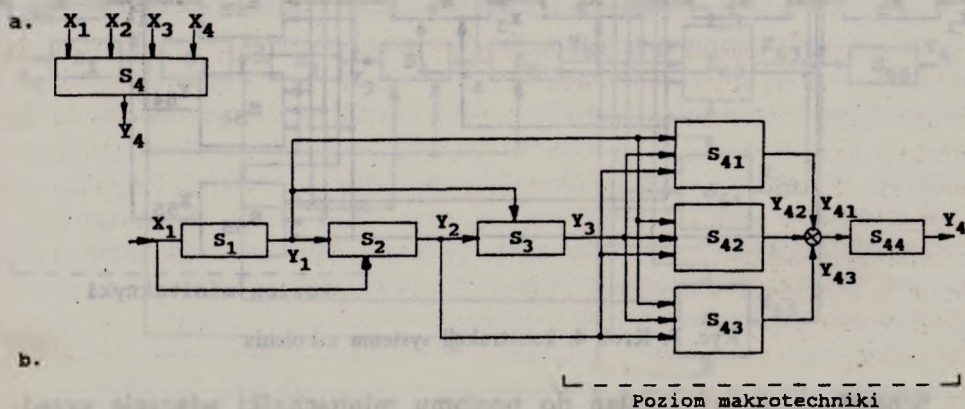 a. X₁ X₂ X₃ X₄
S₄
Y₄
S₄₁
Y₄₂ Y₄₁
X₁ S₁ Y₁ S₂ Y₂ S₃ Y₃ S₄₂ S₄₄ Y₄
Y₄₃
S₄₃
b.
Poziom makrotechniki